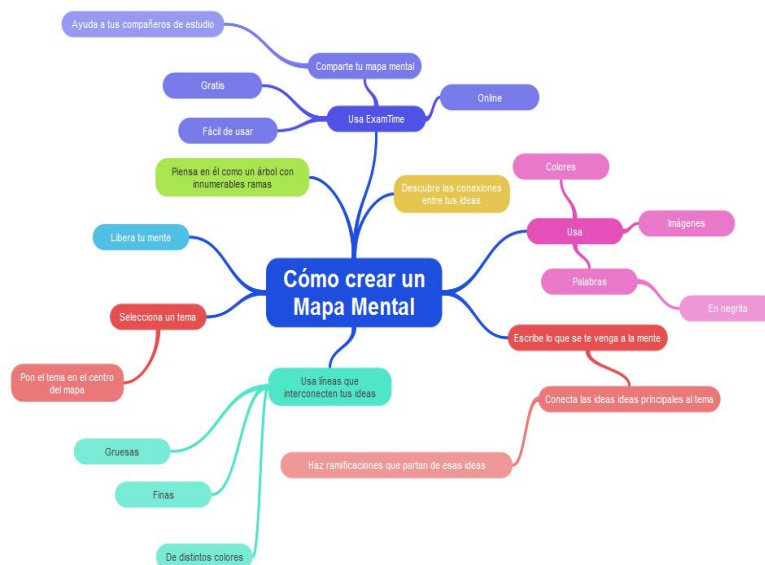 Ayuda a tus compañeros de estudio
Comparte tu mapa mental
Gratis
Online
Usa ExamTime
Fácil de usar
Piensa en él como un árbol con
innumerables ramas
Descubre las conexiones
entre tus ideas
Colores
Libera tu mente
Usa
Imágenes
Cómo crear un
Mapa Mental
Palabras
En negrita
Selecciona un tema
Escribe lo que se te venga a la mente
Pon el tema en el centro
del mapa
Usa líneas que
interconecten tus ideas
Conecta las ideas ideas principales al tema
Gruesas
Haz ramificaciones que partan de esas ideas
Finas
De distintos colores